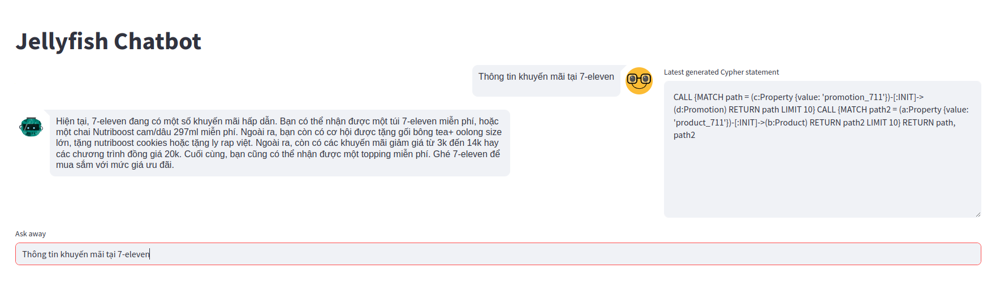 Jellyfish Chatbot
Thông tin khuyến mãi tại 7-eleven
Hiện tại, 7-eleven đang có một số khuyến mãi hấp dẫn. Bạn có thể nhận được một túi 7-eleven miễn phí, hoặc
một chai Nutriboost cam/dâu 297ml miễn phí. Ngoài ra, bạn còn có cơ hội được tặng gối bông tea+ oolong size
lớn, tặng nutriboost cookies hoặc tặng ly rap việt. Ngoài ra, còn có các khuyến mãi giảm giá từ 3k đến 14k hay
các chương trình đồng giá 20k. Cuối cùng, bạn cũng có thể nhận được một topping miễn phí. Ghé 7-eleven để
mua sắm với mức giá ưu đãi.
Latest generated Cypher statement
CALL {MATCH path = (c:Property {value: 'promotion_711'})-[:INIT]->
(d:Promotion) RETURN path LIMIT 10} CALL {MATCH path2 = (a:Property {value:
'product_711'})-[:INIT]->(b:Product) RETURN path2 LIMIT 10} RETURN path,
path2
Ask away
Thông tin khuyến mãi tại 7-eleven